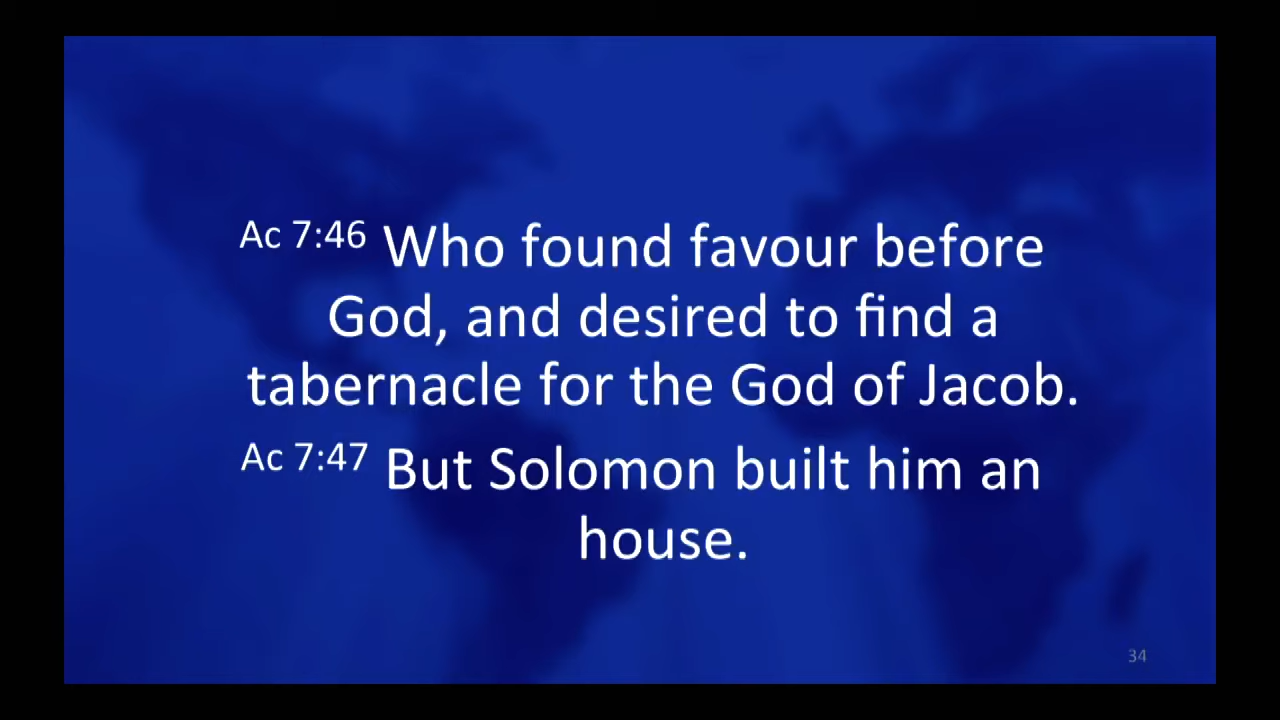 Ac 7:46 Who found favour before
God, and desired to find a
tabernacle for the God of Jacob.
Ac 7:47 But Solomon built him an
house.
34